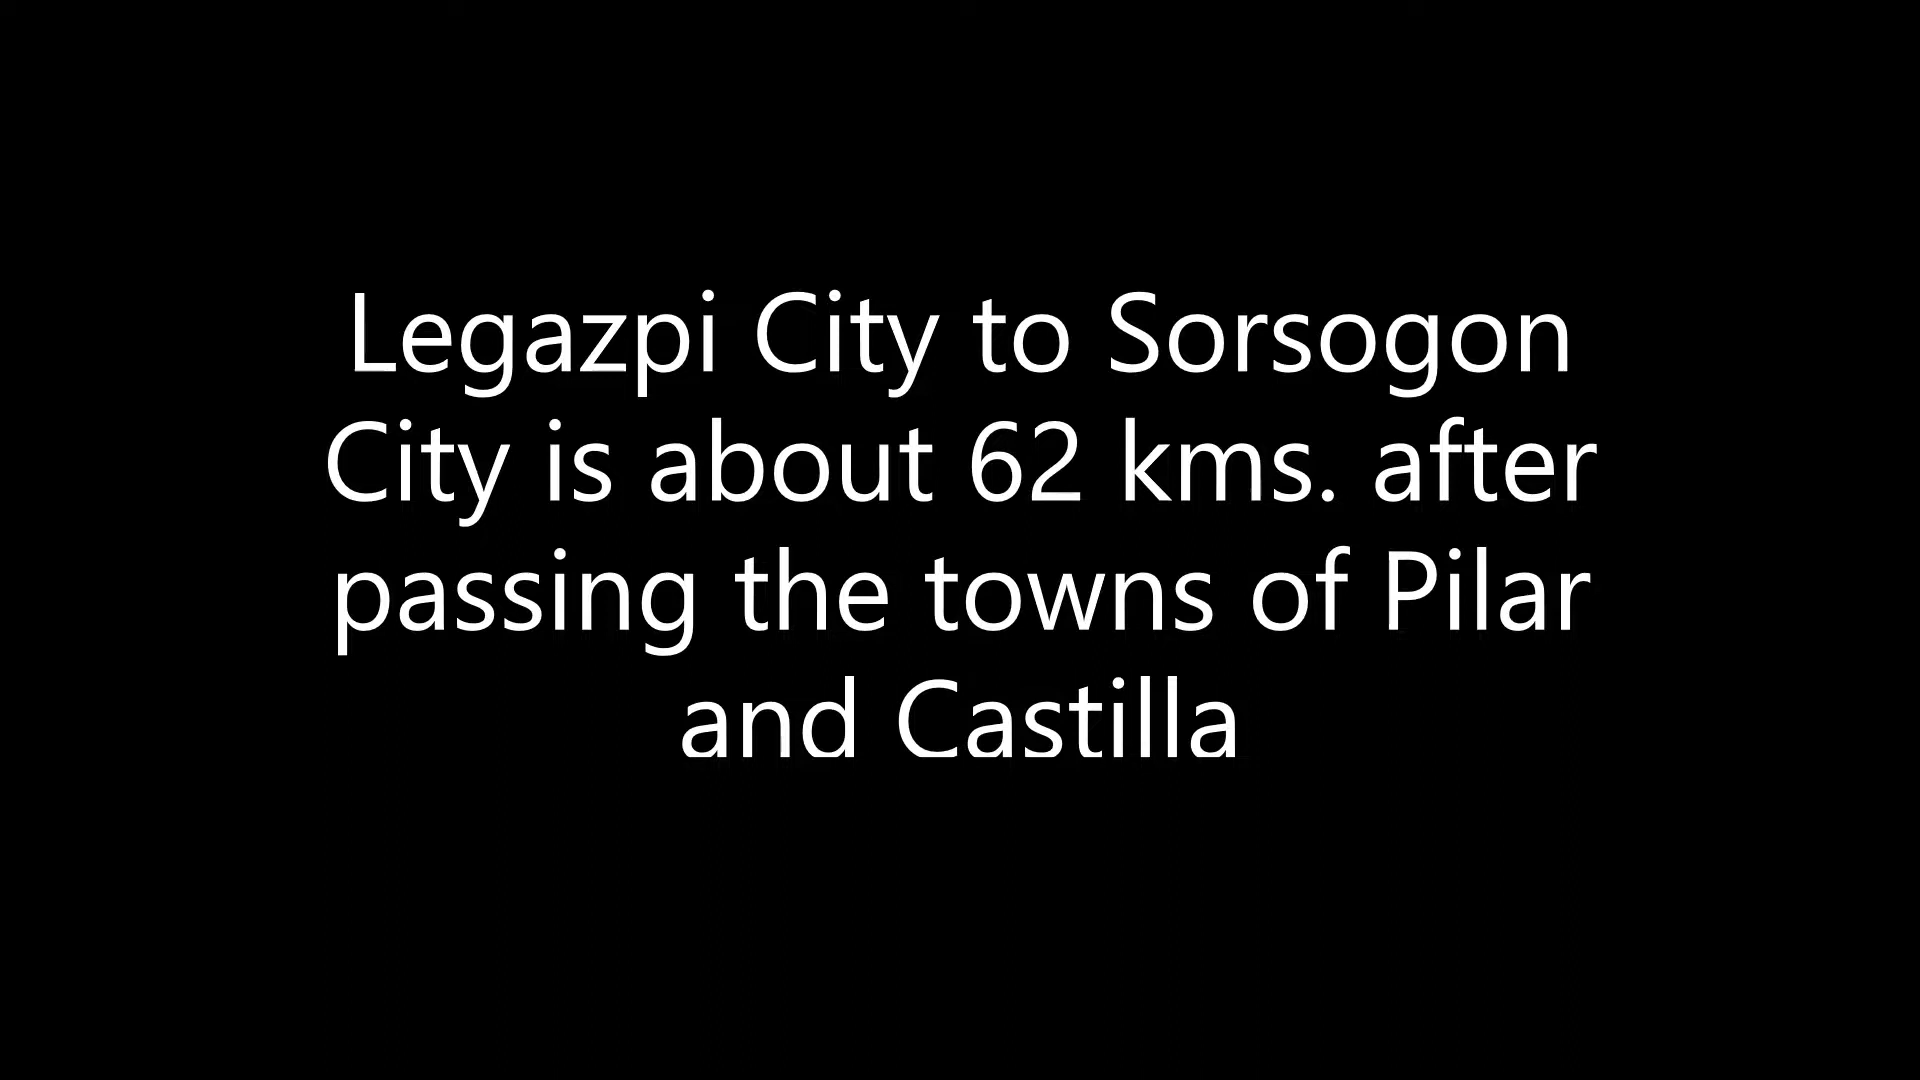 Legazpi City to Sorsogon
City is about 62 kms. after
passing the towns of Pilar
and Castilla